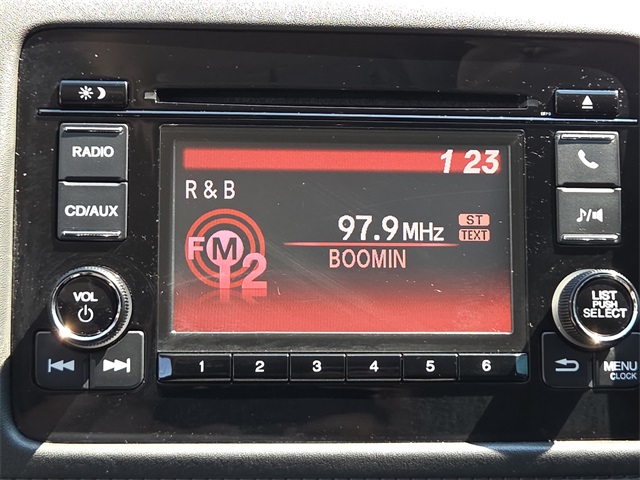 1 23
RADIO
R & B
CD/AUX
97.9 MHz
ST
TEXT
FM
12
BOOMIN
VOL
LIST
PUSH
SELECT
1 2 3 4 5 6
MENU
CLOCK